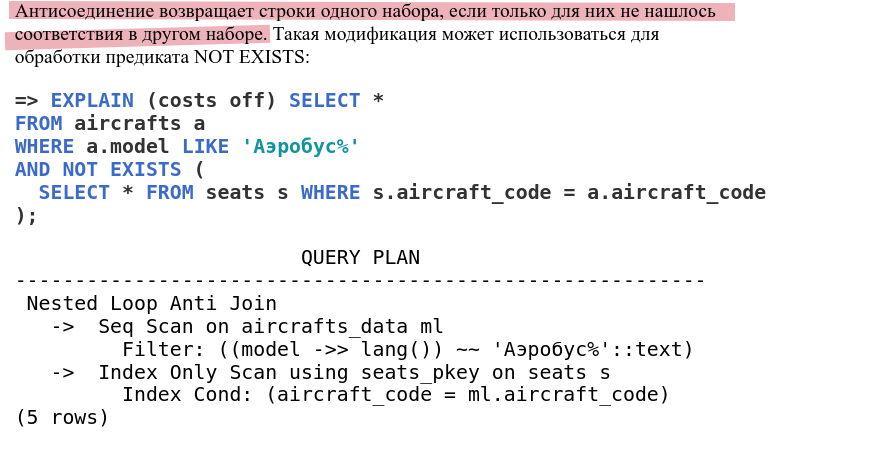 Антисоединение возвращает строки одного набора, если только для них не нашлось
соответствия в другом наборе. Такая модификация может использоваться для
обработки предиката NOT EXISTS:
=> EXPLAIN (costs off) SELECT *
FROM aircrafts a
WHERE a.model LIKE 'Аэробус%'
AND NOT EXISTS (
  SELECT * FROM seats s WHERE s.aircraft_code = a.aircraft_code
);
QUERY PLAN
-----------------------------------------------------------
 Nested Loop Anti Join
   ->  Seq Scan on aircrafts_data ml
         Filter: ((model ->> lang()) ~~ 'Аэробус%'::text)
   ->  Index Only Scan using seats_pkey on seats s
         Index Cond: (aircraft_code = ml.aircraft_code)
(5 rows)